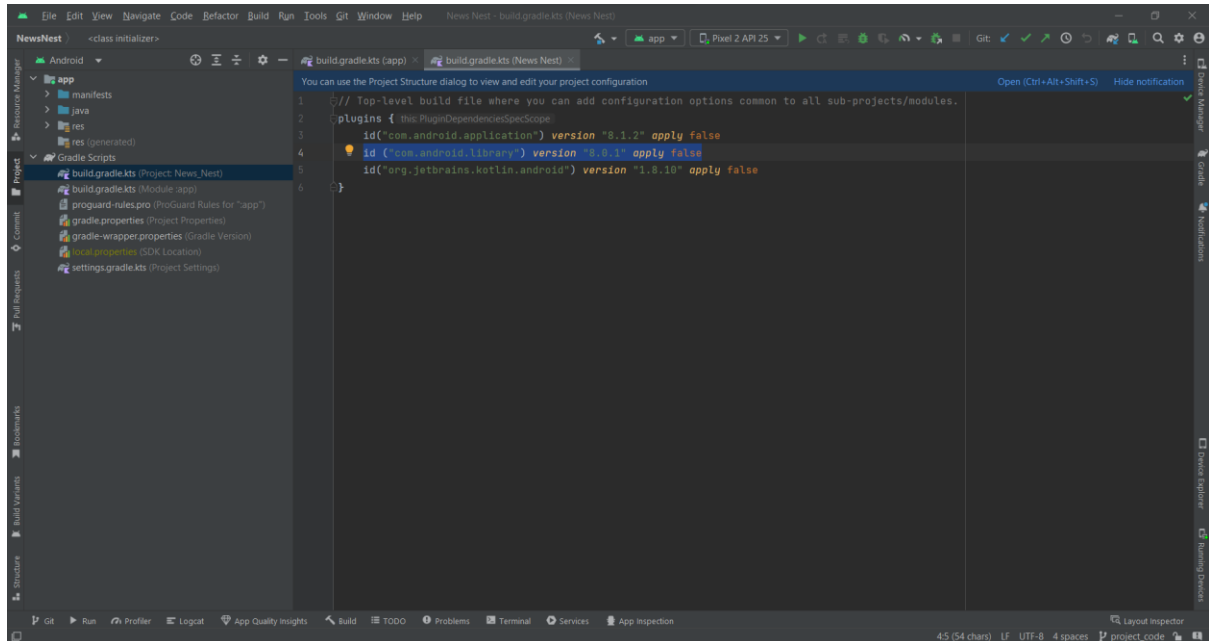 File Edit View Navigate Code Refactor Build Run Tools Git Window Help News Nest - build.gradle.kts (News Nest)
NewsNest <class initializer> app Pixel 2 API 25 Git:
Android build.gradle.kts (:app) build.gradle.kts (News Nest)
You can use the Project Structure dialog to view and edit your project configuration Open (Ctrl+Alt+Shift+S) Hide notification
Resource Manager
Project
Commit
Pull Requests
Bookmarks
Build Variants
Structure
app
manifests
java
res
res (generated)
Gradle Scripts
build.gradle.kts (Project: News_Nest)
build.gradle.kts (Module :app)
proguard-rules.pro (ProGuard Rules for ":app")
gradle.properties (Project Properties)
gradle-wrapper.properties (Gradle Version)
local.properties (SDK Location)
settings.gradle.kts (Project Settings)
1 // Top-level build file where you can add configuration options common to all sub-projects/modules.
2 plugins { this: PluginDependenciesSpecScope
3 id("com.android.application") version "8.1.2" apply false
4 id ("com.android.library") version "8.0.1" apply false
5 id("org.jetbrains.kotlin.android") version "1.8.10" apply false
6 }
Device Manager
Gradle
Notifications
Device Explorer
Running Devices
Git Run Profiler Logcat App Quality Insights Build TODO Problems Terminal Services App Inspection Layout Inspector
4:5 (54 chars) LF UTF-8 4 spaces project_code